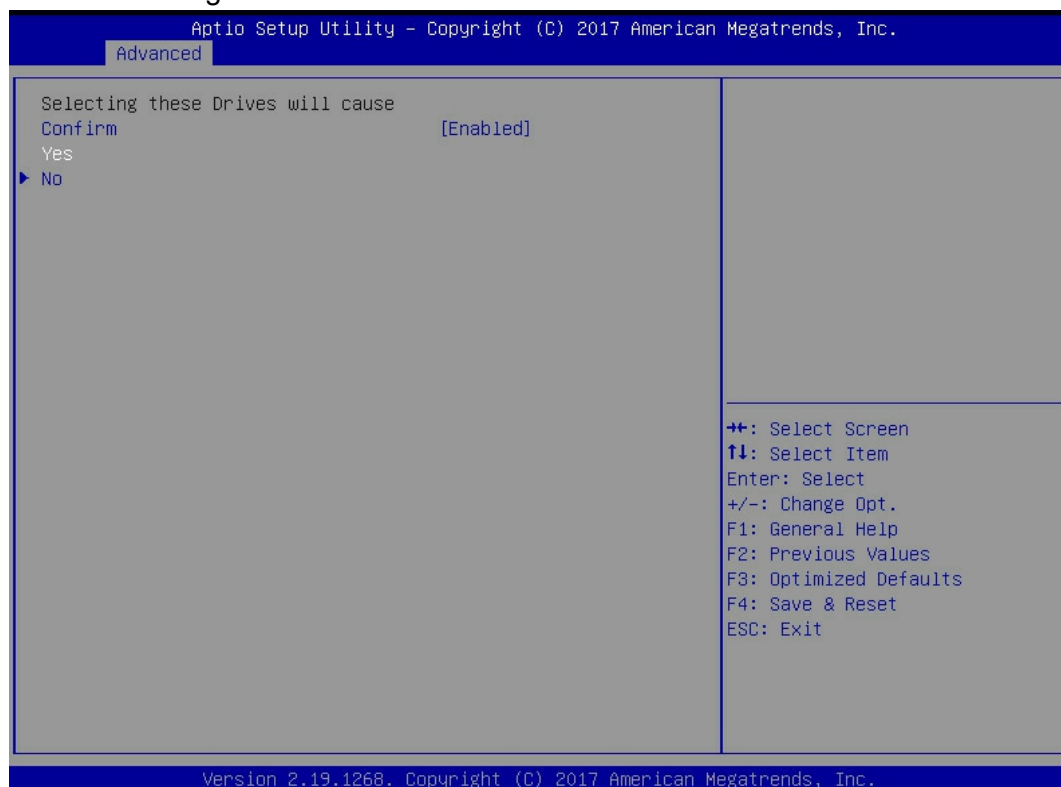 Aptio Setup Utility – Copyright (C) 2017 American Megatrends, Inc.
Advanced
Selecting these Drives will cause
Confirm [Enabled]
Yes
▶ No
→←: Select Screen
↑↓: Select Item
Enter: Select
+/-: Change Opt.
F1: General Help
F2: Previous Values
F3: Optimized Defaults
F4: Save & Reset
ESC: Exit
Version 2.19.1268. Copyright (C) 2017 American Megatrends, Inc.